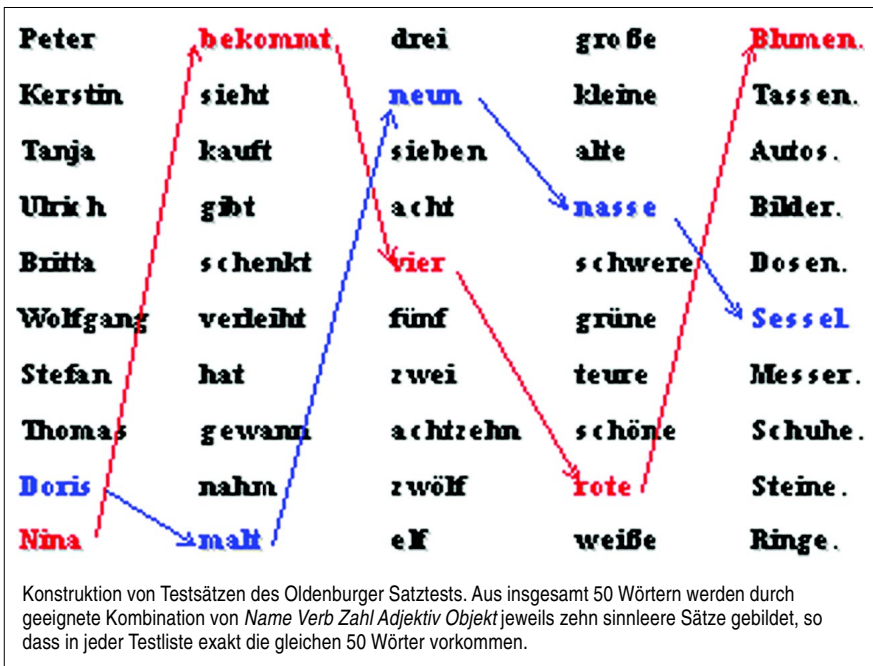 Peter bekommt drei große Blumen.
Kerstin sieht neun kleine Tassen.
Tanja kauft sieben alte Autos.
Ulrich gibt acht nasse Bilder.
Britta schenkt vier schwere Dosen.
Wolfgang verleiht fünf grüne Sessel
Stefan hat zwei teure Messer.
Thomas gewann achtzehn schöne Schuhe.
Doris nahm zwölf rote Steine.
Nina malt elf weiße Ringe.
Konstruktion von Testsätzen des Oldenburger Satztests. Aus insgesamt 50 Wörtern werden durch
geeignete Kombination von Name Verb Zahl Adjektiv Objekt jeweils zehn sinnleere Sätze gebildet, so
dass in jeder Testliste exakt die gleichen 50 Wörter vorkommen.